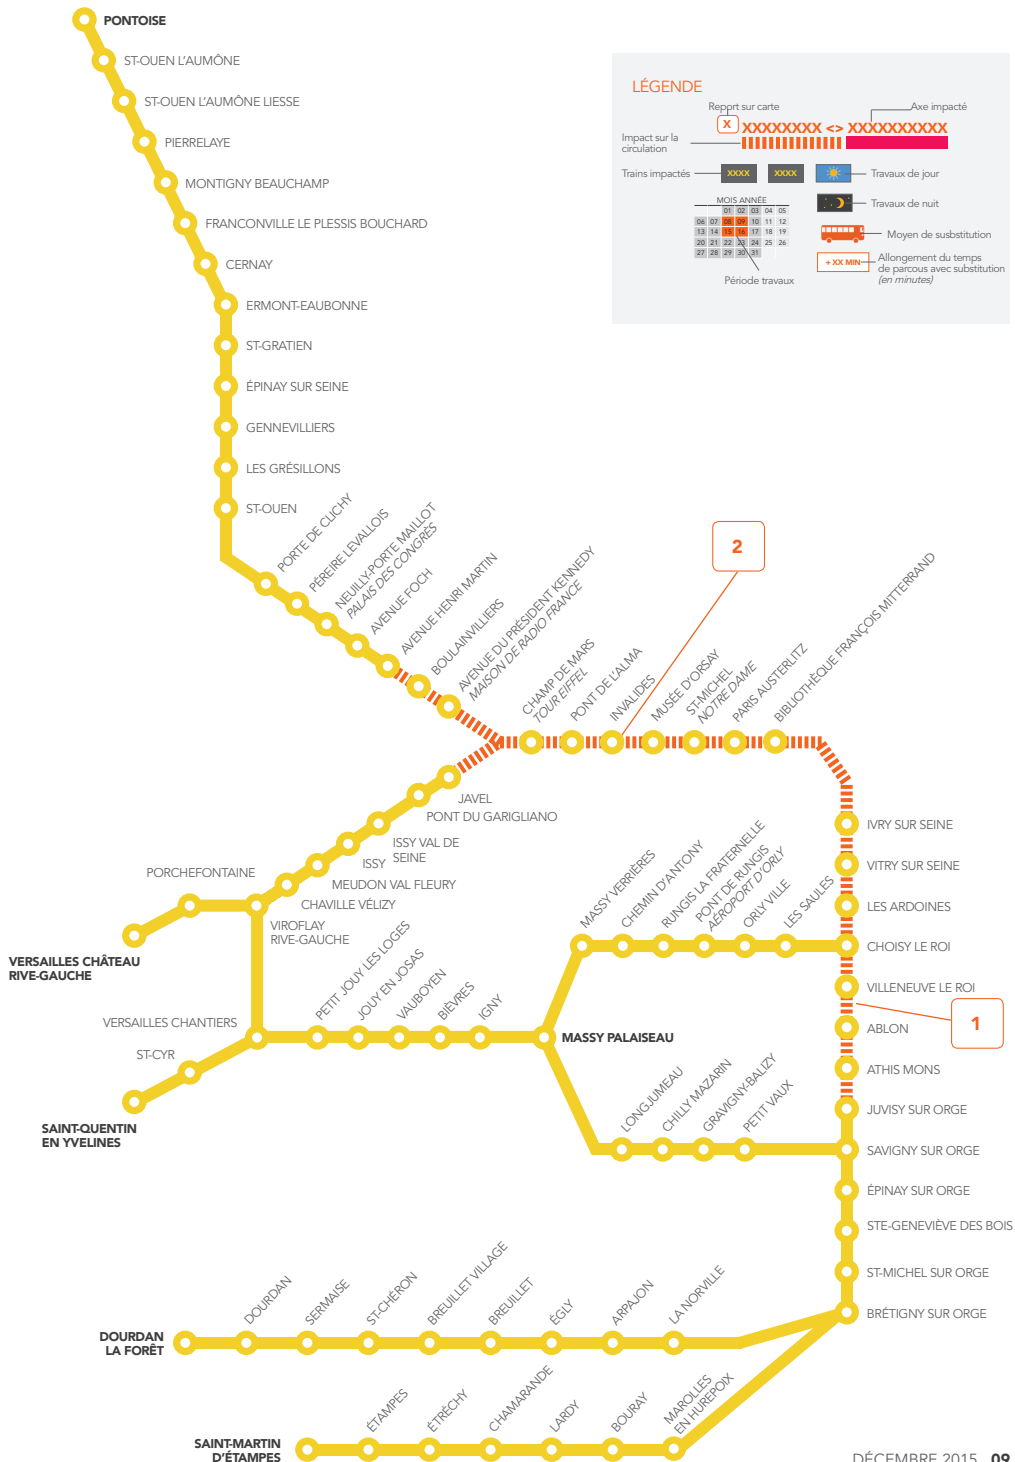 PONTOISE
ST-OUEN L'AUMÔNE
ST-OUEN L'AUMÔNE LIESSE
PIERRELAYE
MONTIGNY BEAUCHAMP
FRANCONVILLE LE PLESSIS BOUCHARD
CERNAY
ERMONT-EAUBONNE
ST-GRATIEN
ÉPINAY SUR SEINE
GENNEVILLIERS
LES GRÉSILLONS
ST-OUEN
LÉGENDE
Report sur carte
Axe impacté
X
XXXXXXXX <> XXXXXXXXXX
Impact sur la
circulation
Trains impactés
XXXX
XXXX
Travaux de jour
MOIS ANNÉE
01 02 03 04 05
06 07 08 09 10 11 12
13 14 15 16 17 18 19
20 21 22 23 24 25 26
27 28 29 30 31
Période travaux
Travaux de nuit
Moyen de susbstitution
+ XX MIN
Allongement du temps
de parcous avec substitution
(en minutes)
PORTE DE CLICHY
PÉREIRE LEVALLOIS
NEUILLY-PORTE MAILLOT
PALAIS DES CONGRÈS
AVENUE FOCH
AVENUE HENRI MARTIN
BOULAINVILLIERS
AVENUE DU PRÉSIDENT KENNEDY
MAISON DE RADIO FRANCE
CHAMP DE MARS
TOUR EIFFEL
PONT DE L'ALMA
INVALIDES
MUSÉE D'ORSAY
ST-MICHEL
NOTRE DAME
PARIS AUSTERLITZ
BIBLIOTHÈQUE FRANÇOIS MITTERRAND
2
JAVEL
PONT DU GARIGLIANO
ISSY VAL DE
SEINE
ISSY
MEUDON VAL FLEURY
CHAVILLE VÉLIZY
VIROFLAY
RIVE-GAUCHE
PORCHEFONTAINE
VERSAILLES CHÂTEAU
RIVE-GAUCHE
VERSAILLES CHANTIERS
ST-CYR
SAINT-QUENTIN
EN YVELINES
PETIT JOUY LES LOGES
JOUY EN JOSAS
VAUBOYEN
BIÈVRES
IGNY
MASSY PALAISEAU
MASSY VERRIÈRES
CHEMIN D'ANTONY
RUNGIS LA FRATERNELLE
PONT DE RUNGIS
AÉROPORT D'ORLY
ORLY VILLE
LES SAULES
IVRY SUR SEINE
VITRY SUR SEINE
LES ARDOINES
CHOISY LE ROI
VILLENEUVE LE ROI
1
ABLON
ATHIS MONS
JUVISY SUR ORGE
LONGJUMEAU
CHILLY MAZARIN
GRAVIGNY-BALIZY
PETIT VAUX
SAVIGNY SUR ORGE
ÉPINAY SUR ORGE
STE-GENEVIÈVE DES BOIS
ST-MICHEL SUR ORGE
BRÉTIGNY SUR ORGE
DOURDAN
LA FORÊT
DOURDAN
SERMAISE
ST-CHÉRON
BREUILLET VILLAGE
BREUILLET
ÉGLY
ARPAJON
LA NORVILLE
SAINT-MARTIN
D'ÉTAMPES
ÉTAMPES
ÉTRÉCHY
CHAMARANDE
LARDY
BOURAY
MAROLLES
EN HUREPOIX
DÉCEMBRE 2015 09